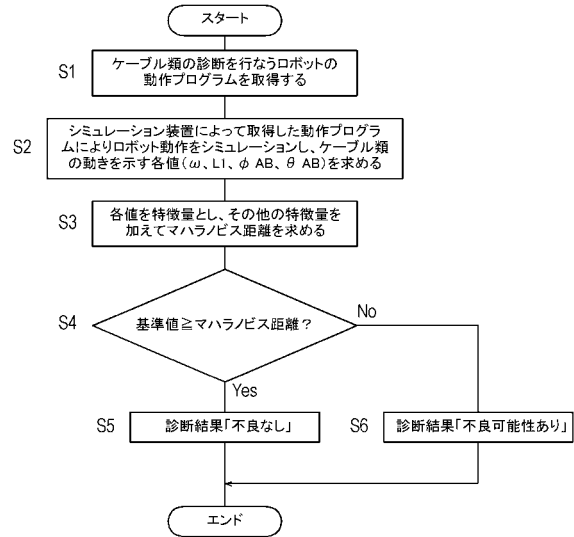 スタート
S1
ケーブル類の診断を行なうロボットの
動作プログラムを取得する
S2
シミュレーション装置によって取得した動作プログラ
ムによりロボット動作をシミュレーションし、ケーブル類
の動きを示す各値(ω、L1、φ AB、θ AB)を求める
S3
各値を特徴量とし、その他の特徴量を
加えてマハラノビス距離を求める
S4
基準値≧マハラノビス距離?
No
Yes
S5
診断結果「不良なし」
S6
診断結果「不良可能性あり」
エンド